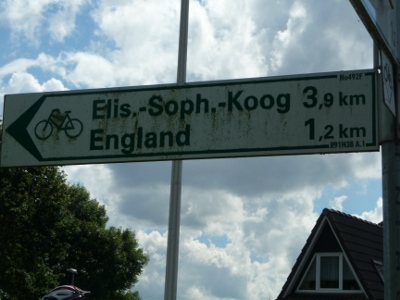 Elis.-Soph.-Koog 3,9 km
England 1,2 km